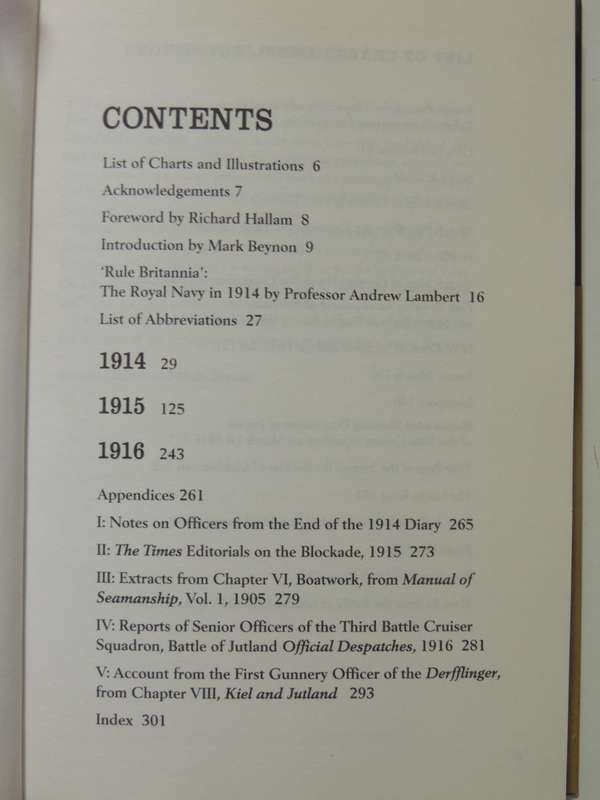 CONTENTS
List of Charts and Illustrations 6
Acknowledgements 7
Foreword by Richard Hallam 8
Introduction by Mark Beynon 9
‘Rule Britannia’:
The Royal Navy in 1914 by Professor Andrew Lambert 16
List of Abbreviations 27
1914 29
1915 125
1916 243
Appendices 261
I: Notes on Officers from the End of the 1914 Diary 265
II: The Times Editorials on the Blockade, 1915 273
III: Extracts from Chapter VI, Boatwork, from Manual of
Seamanship, Vol. 1, 1905 279
IV: Reports of Senior Officers of the Third Battle Cruiser
Squadron, Battle of Jutland Official Despatches, 1916 281
V: Account from the First Gunnery Officer of the Derfflinger,
from Chapter VIII, Kiel and Jutland 293
Index 301